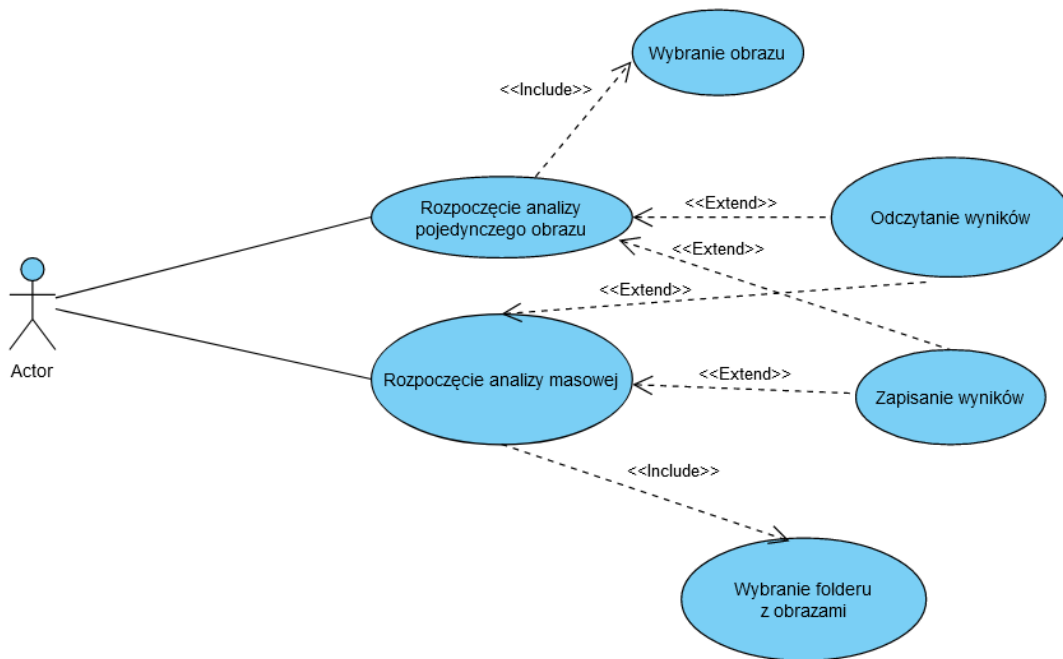 Wybranie obrazu
<<Include>>
Rozpoczęcie analizy
pojedynczego obrazu
<<Extend>>
Odczytanie wyników
<<Extend>>
<<Extend>>
Actor
Rozpoczęcie analizy masowej
<<Extend>>
Zapisanie wyników
<<Include>>
Wybranie folderu
z obrazami